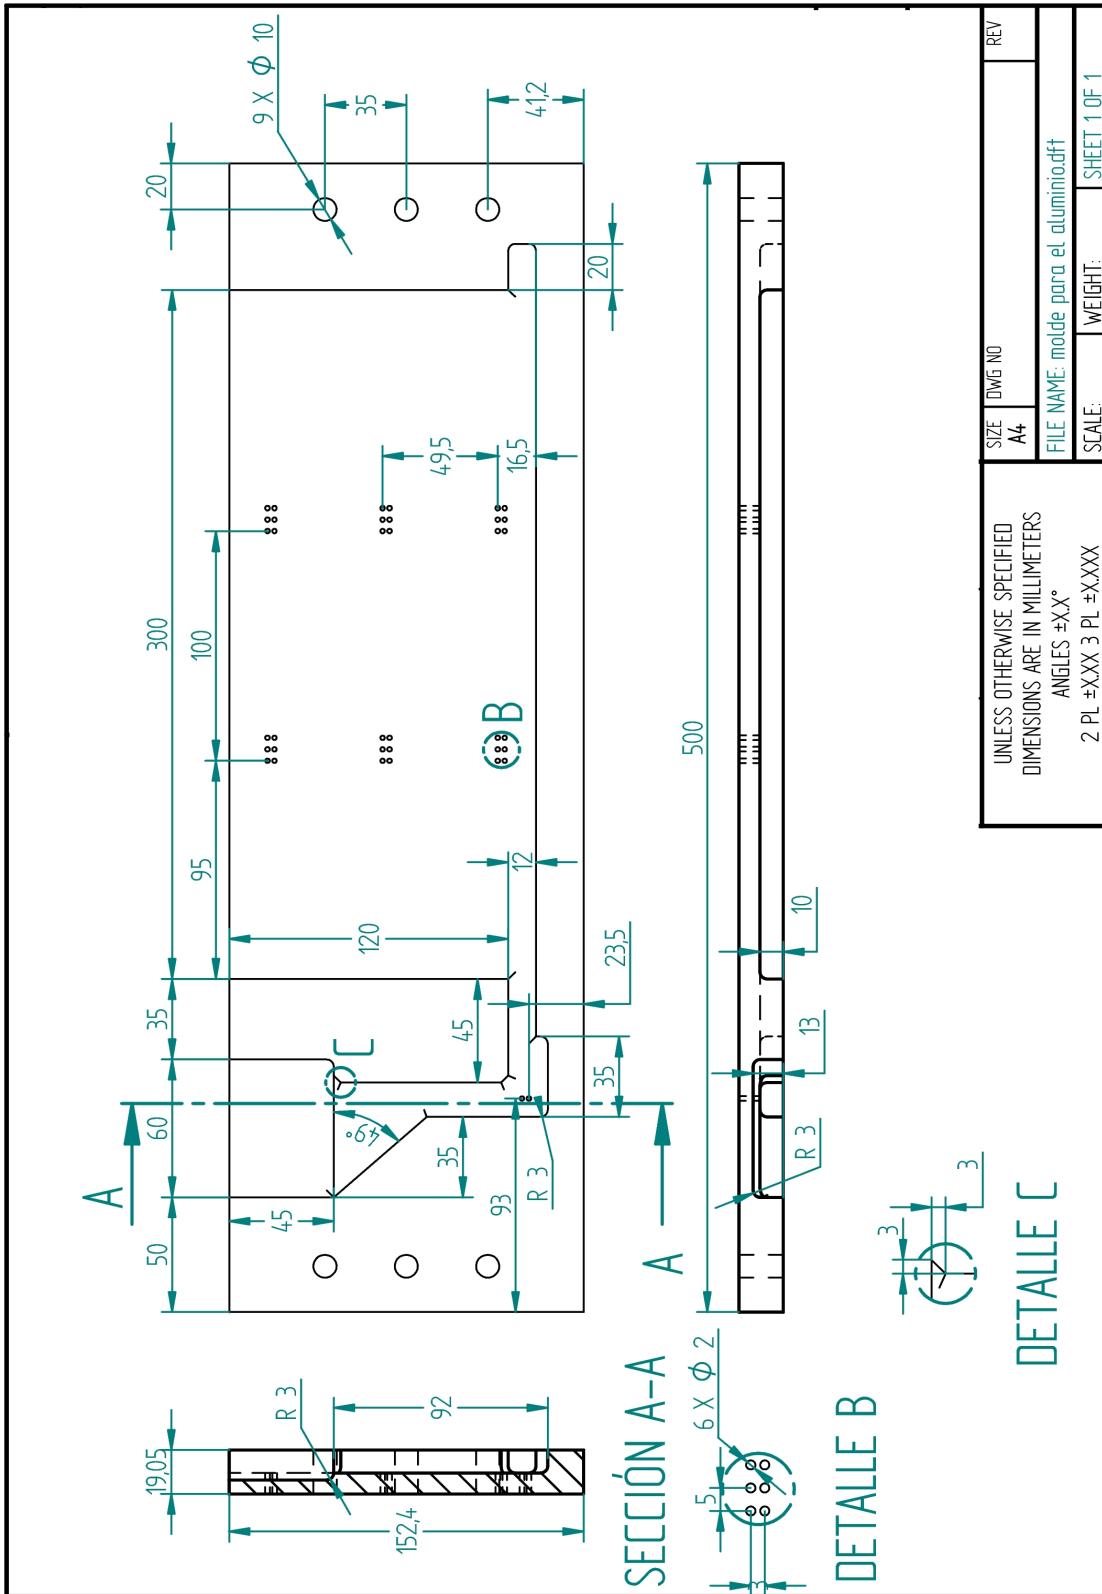 9 X ϕ 10
20
35
41,2
300
100
95
35
60
50
49,5
16,5
20
B
12
120
45
C
23,5
35
49°
35
93
R 3
45
A
A
500
10
13
R 3
19,05
R 3
92
152,4
SECCIÓN A-A
6 X ϕ 2
5
3
DETALLE B
3
3
DETALLE C
UNLESS OTHERWISE SPECIFIED
DIMENSIONS ARE IN MILLIMETERS
ANGLES ±X.X°
2 PL ±X.XX 3 PL ±X.XXX
SIZE
A4
DWG NO
REV
FILE NAME: molde para el aluminio.dft
SCALE:
WEIGHT:
SHEET 1 OF 1